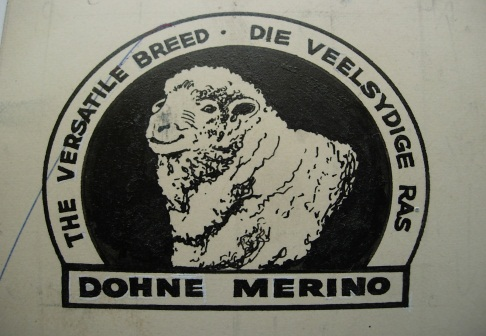 THE VERSATILE BREED · DIE VEELSYDIGE RAS
DOHNE MERINO